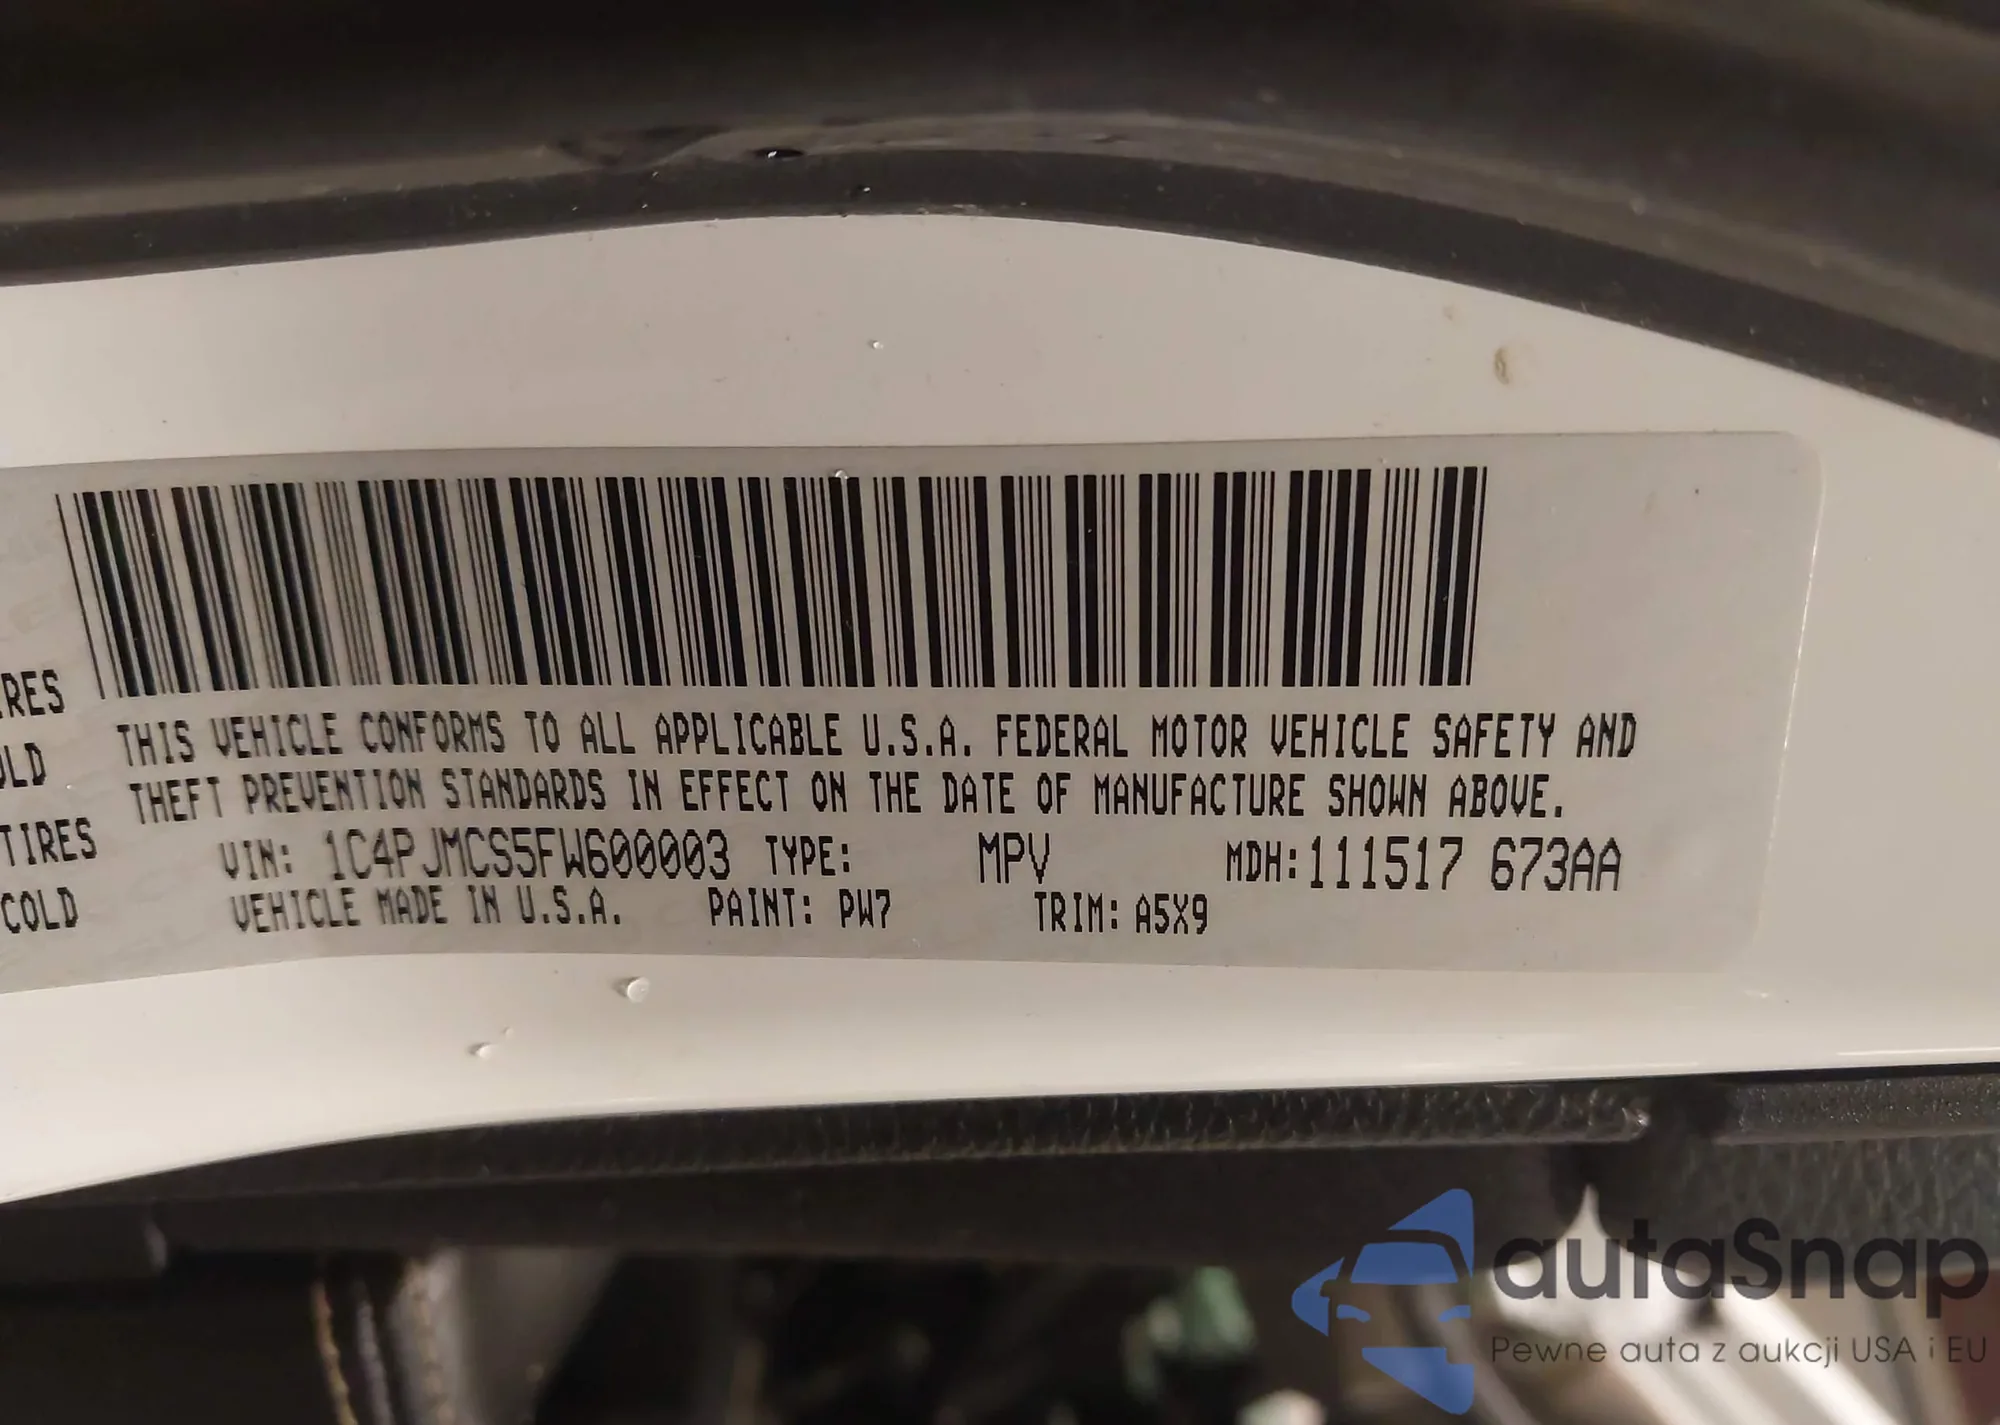 RES
THIS VEHICLE CONFORMS TO ALL APPLICABLE U.S.A. FEDERAL MOTOR VEHICLE SAFETY AND
LD
THEFT PREVENTION STANDARDS IN EFFECT ON THE DATE OF MANUFACTURE SHOWN ABOVE.
TIRES
VIN: 1C4PJMCS5FW600003 TYPE: MPV MDH:111517 673AA
COLD
VEHICLE MADE IN U.S.A. PAINT: PW7 TRIM: A5X9
autaSnap
Pewne auta z aukcji USA i EU